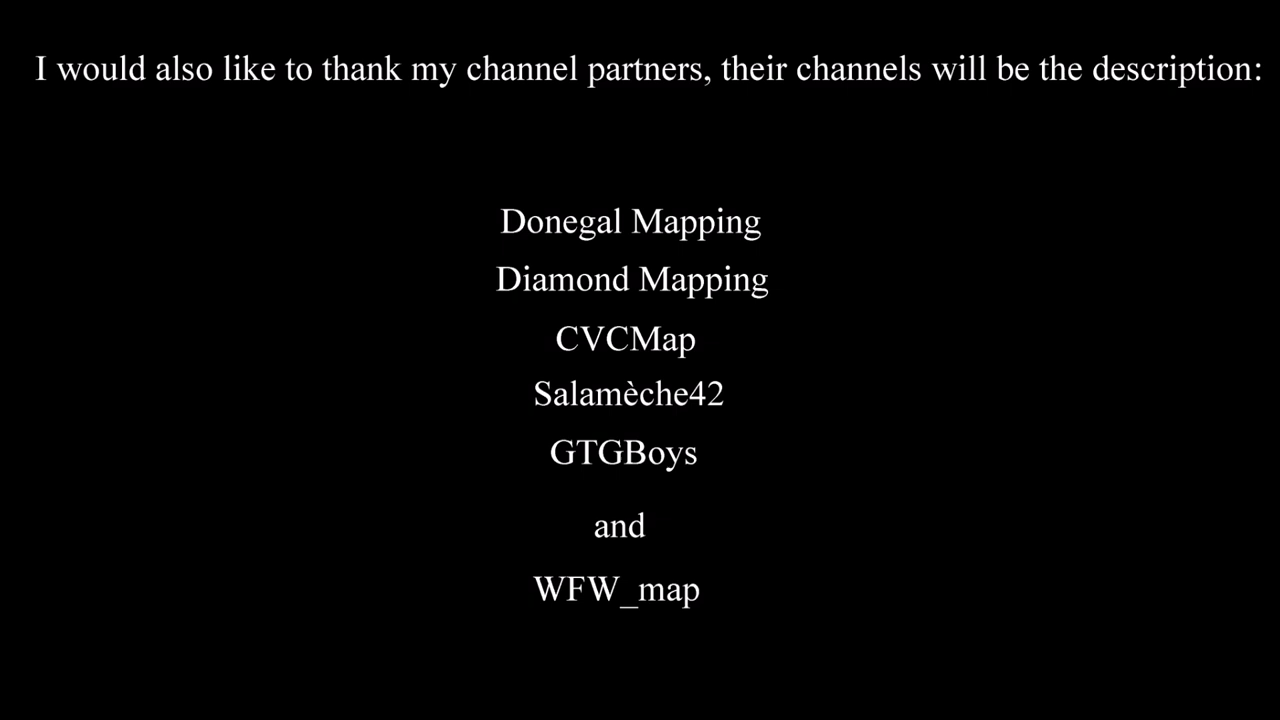 I would also like to thank my channel partners, their channels will be the description:
Donegal Mapping
Diamond Mapping
CVCMap
Salamèche42
GTGBoys
and
WFW_map